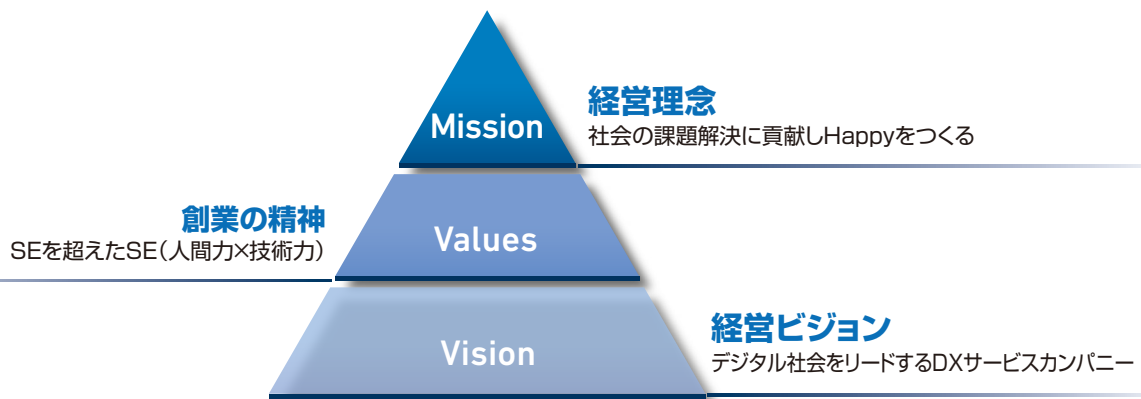 Mission
経営理念
社会の課題解決に貢献しHappyをつくる
創業の精神
SEを超えたSE(人間力×技術力)
Values
Vision
経営ビジョン
デジタル社会をリードするDXサービスカンパニー